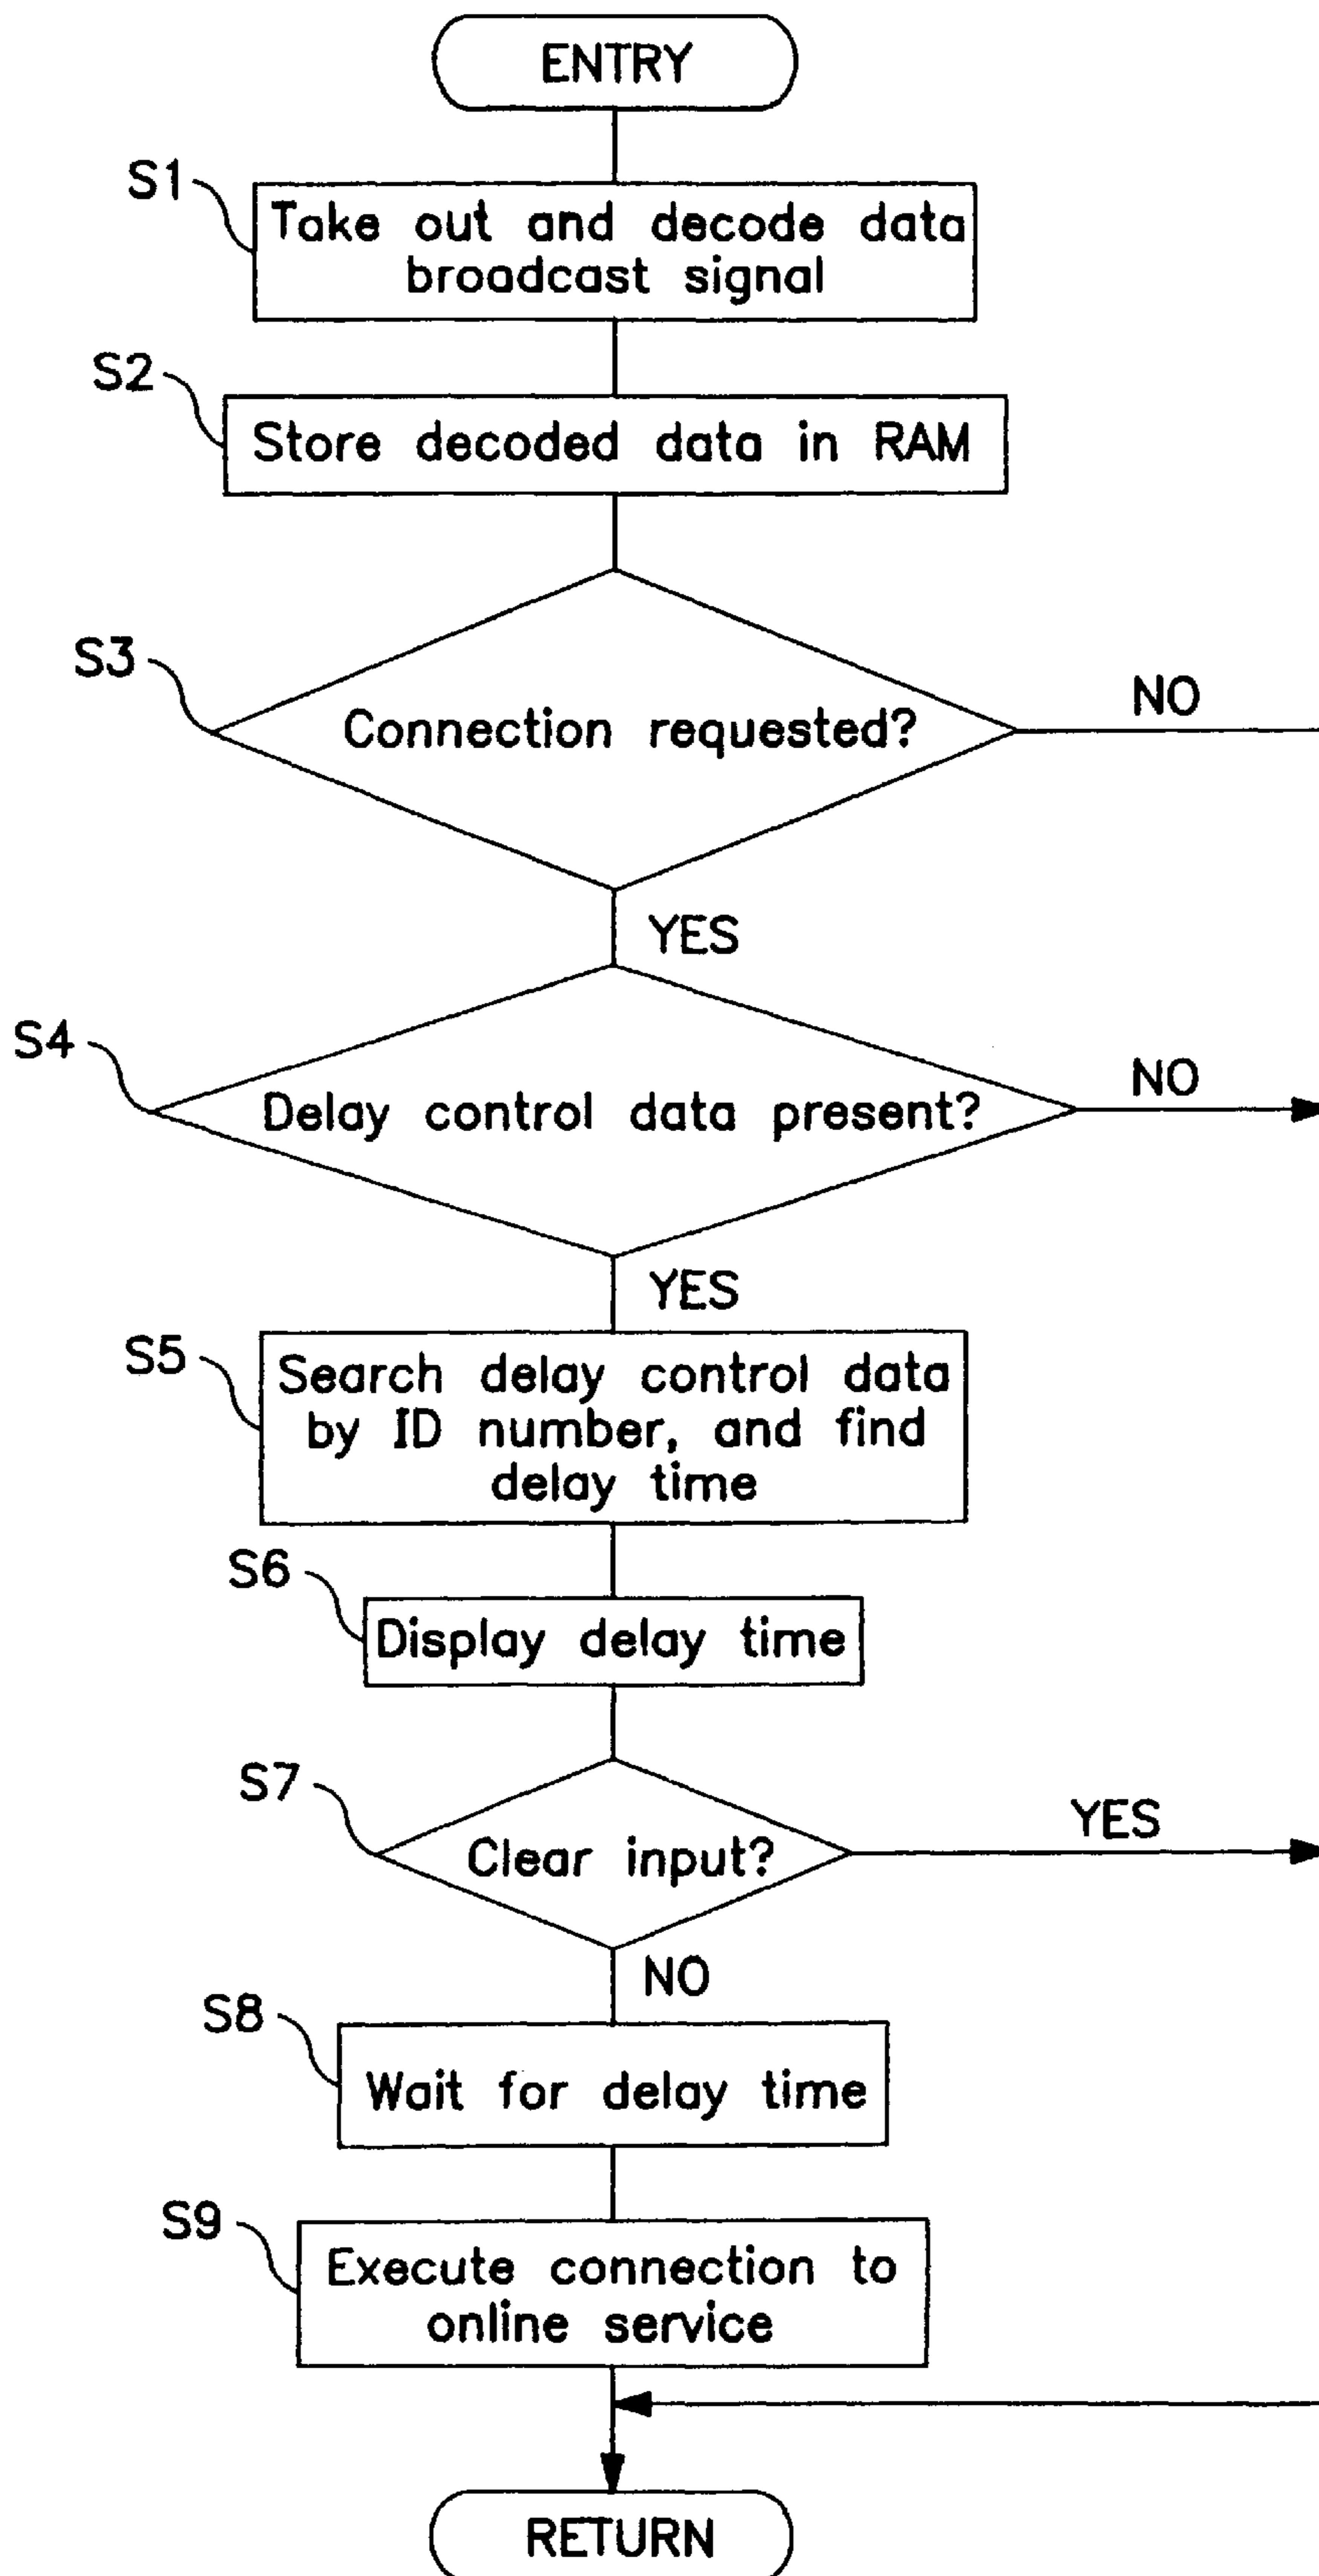 ENTRY
S1
Take out and decode data
broadcast signal
S2
Store decoded data in RAM
S3
Connection requested?
NO
YES
S4
Delay control data present?
NO
YES
S5
Search delay control data
by ID number, and find
delay time
S6
Display delay time
S7
Clear input?
YES
NO
S8
Wait for delay time
S9
Execute connection to
online service
RETURN